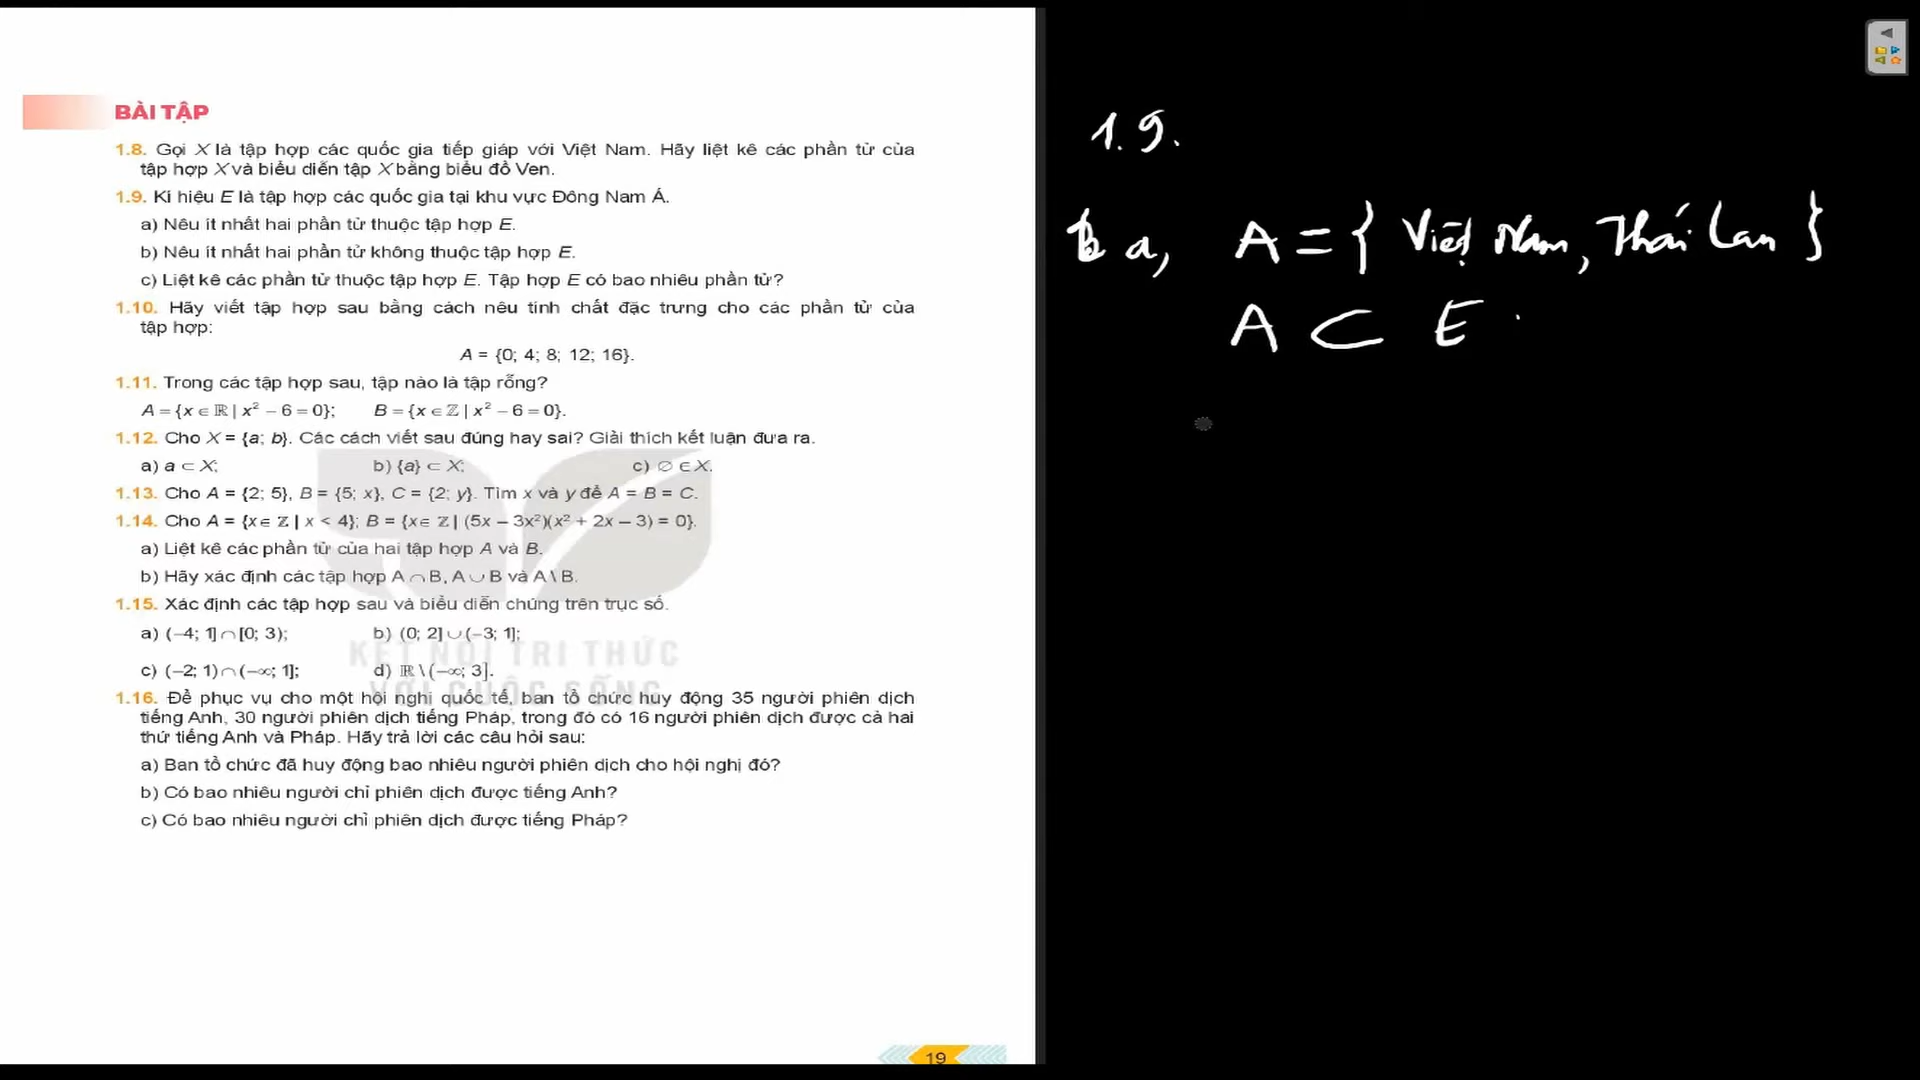 BÀI TẬP
1.8. Gọi X là tập hợp các quốc gia tiếp giáp với Việt Nam. Hãy liệt kê các phần tử của
tập hợp X và biểu diễn tập X bằng biểu đồ Ven.
1.9. Kí hiệu E là tập hợp các quốc gia tại khu vực Đông Nam Á.
a) Nêu ít nhất hai phần tử thuộc tập hợp E.
b) Nêu ít nhất hai phần tử không thuộc tập hợp E.
c) Liệt kê các phần tử thuộc tập hợp E. Tập hợp E có bao nhiêu phần tử?
1.10. Hãy viết tập hợp sau bằng cách nêu tính chất đặc trưng cho các phần tử của
tập hợp:
A = {0; 4; 8; 12; 16}.
1.11. Trong các tập hợp sau, tập nào là tập rỗng?
A = {x ∈ ℝ | x² − 6 = 0}; B = {x ∈ ℤ | x² − 6 = 0}.
1.12. Cho X = {a; b}. Các cách viết sau đúng hay sai? Giải thích kết luận đưa ra.
a) a ⊂ X; b) {a} ⊂ X; c) ∅ ∈ X.
1.13. Cho A = {2; 5}, B = {5; x}, C = {2; y}. Tìm x và y để A = B = C.
1.14. Cho A = {x ∈ ℤ | x < 4}; B = {x ∈ ℤ | (5x − 3x²)(x² + 2x − 3) = 0}.
a) Liệt kê các phần tử của hai tập hợp A và B.
b) Hãy xác định các tập hợp A ∩ B, A ∪ B và A \ B.
1.15. Xác định các tập hợp sau và biểu diễn chúng trên trục số.
a) (−4; 1] ∩ [0; 3); b) (0; 2] ∪ (−3; 1];
c) (−2; 1) ∩ (−∞; 1]; d) ℝ \ (−∞; 3].
KẾT NỐI TRI THỨC
VỚI CUỘC SỐNG
1.16. Để phục vụ cho một hội nghị quốc tế, ban tổ chức huy động 35 người phiên dịch
tiếng Anh, 30 người phiên dịch tiếng Pháp, trong đó có 16 người phiên dịch được cả hai
thứ tiếng Anh và Pháp. Hãy trả lời các câu hỏi sau:
a) Ban tổ chức đã huy động bao nhiêu người phiên dịch cho hội nghị đó?
b) Có bao nhiêu người chỉ phiên dịch được tiếng Anh?
c) Có bao nhiêu người chỉ phiên dịch được tiếng Pháp?
19
1.9.
a, A = { Việt Nam, Thái Lan }
A ⊂ E .